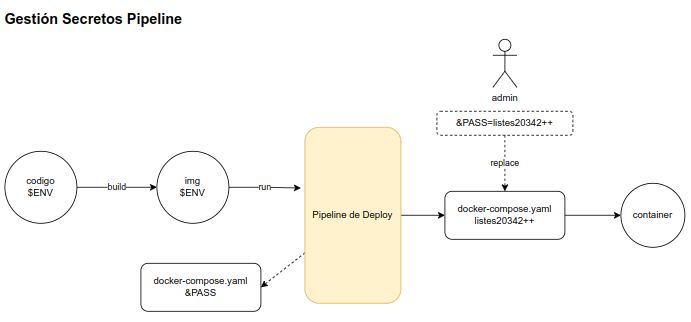 Gestión Secretos Pipeline
admin
&PASS=listes20342++
replace
codigo
$ENV
build
img
$ENV
run
Pipeline de Deploy
docker-compose.yaml
listes20342++
container
docker-compose.yaml
&PASS